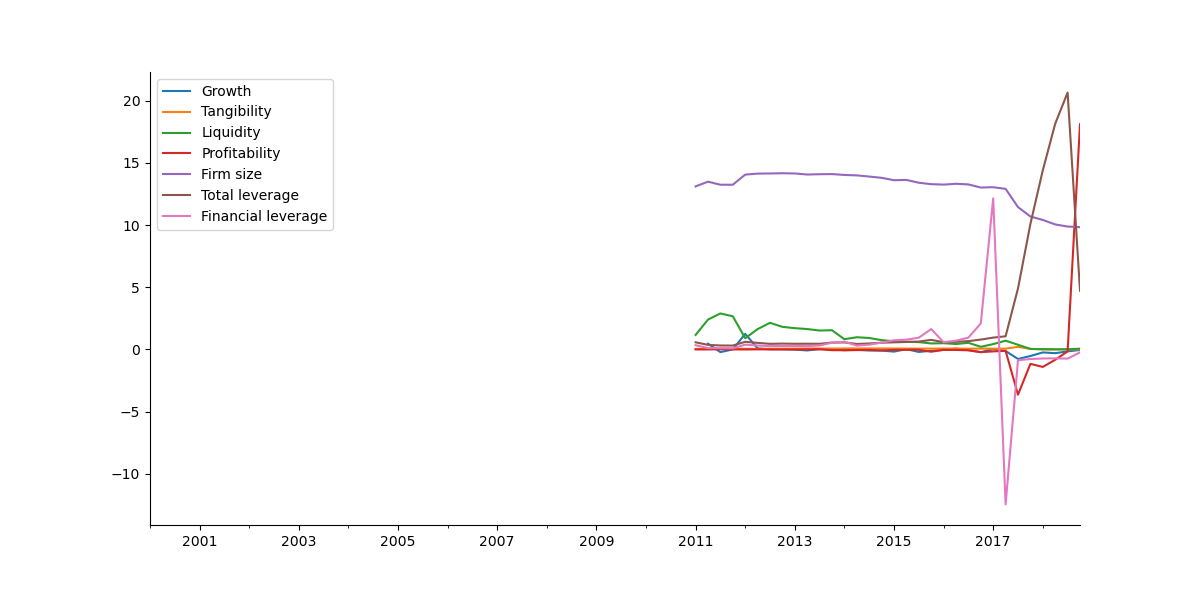 20
15
10
5
0
−5
−10
Growth
Tangibility
Liquidity
Profitability
Firm size
Total leverage
Financial leverage
2001 2003 2005 2007 2009 2011 2013 2015 2017